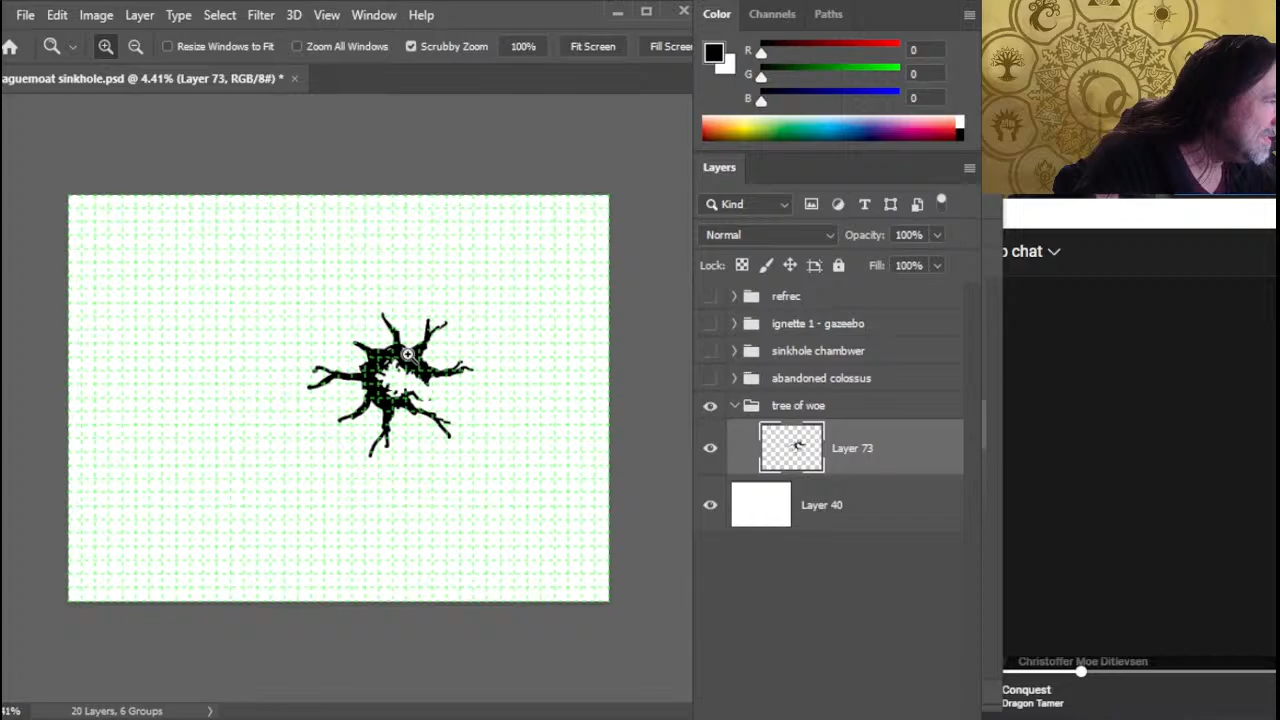 File Edit Image Layer Type Select Filter 3D View Window Help
Resize Windows to Fit Zoom All Windows Scrubby Zoom 100% Fit Screen Fill Scree
aguemoat sinkhole.psd @ 4.41% (Layer 73, RGB/8#) * ×
Color Channels Paths
R 0
G 0
B 0
Layers
Kind
Normal Opacity: 100%
Lock: Fill: 100%
refrec
ignette 1 - gazeebo
sinkhole chambwer
abandoned colossus
tree of woe
Layer 73
Layer 40
41% 20 Layers, 6 Groups
p chat
Christoffer Moe Ditlevsen
Conquest
Dragon Tamer